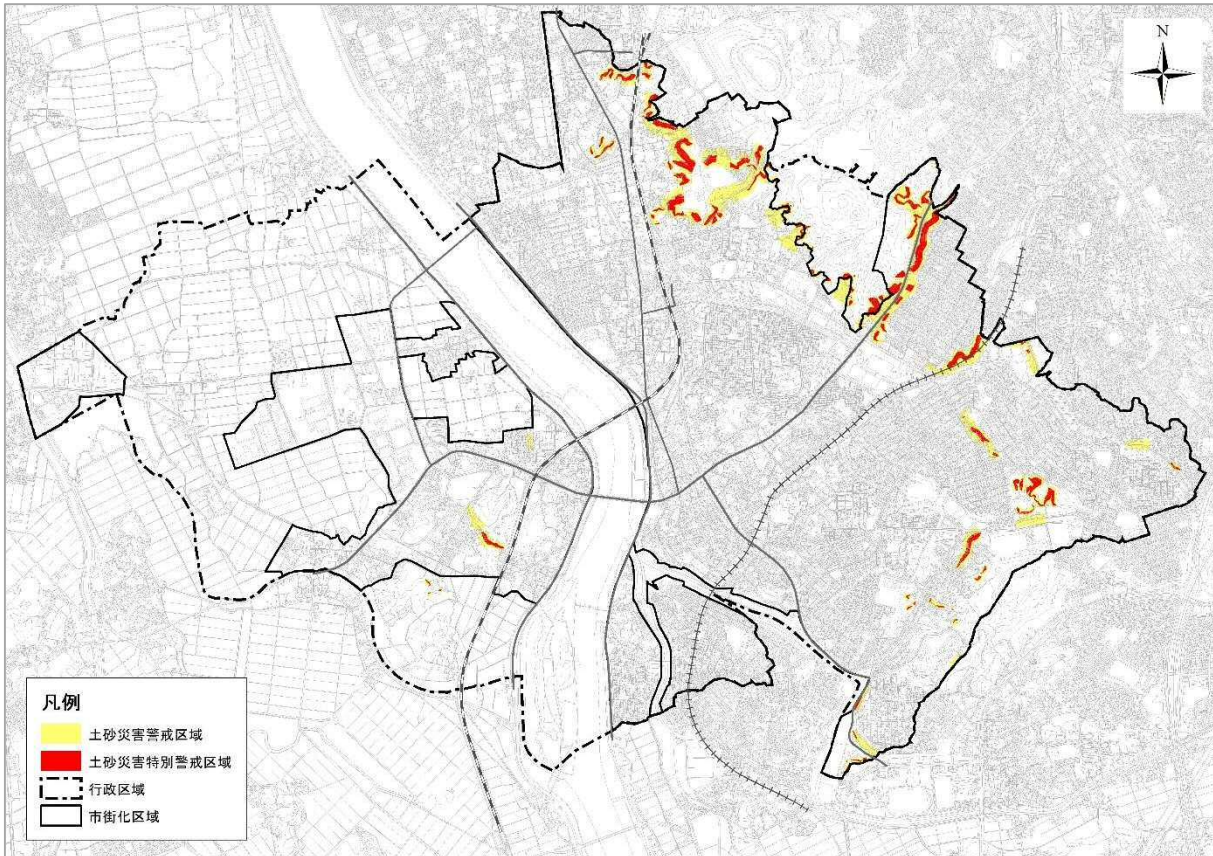 N
凡例
土砂災害警戒区域
土砂災害特別警戒区域
行政区域
市街化区域